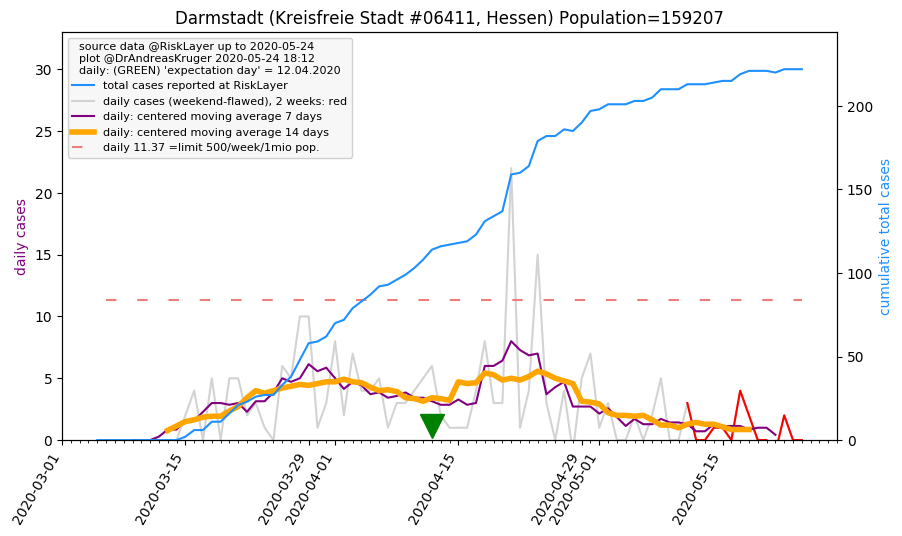 Darmstadt (Kreisfreie Stadt #06411, Hessen) Population=159207
source data @RiskLayer up to 2020-05-24
plot @DrAndreasKruger 2020-05-24 18:12
daily: (GREEN) 'expectation day' = 12.04.2020
total cases reported at RiskLayer
daily cases (weekend-flawed), 2 weeks: red
daily: centered moving average 7 days
daily: centered moving average 14 days
daily 11.37 =limit 500/week/1mio pop.
daily cases
30
25
20
15
10
5
0
cumulative total cases
200
150
100
50
0
2020-03-01
2020-03-15
2020-03-29
2020-04-01
2020-04-15
2020-04-29
2020-05-01
2020-05-15